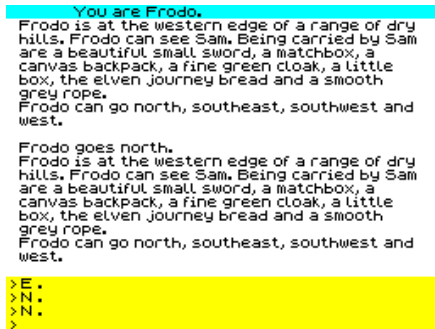 You are Frodo.
Frodo is at the western edge of a range of dry
hills. Frodo can see Sam. Being carried by Sam
are a beautiful small sword, a matchbox, a
canvas backpack, a fine green cloak, a little
box, the elven journey bread and a smooth
grey rope.
Frodo can go north, southeast, southwest and
west.
Frodo goes north.
Frodo is at the western edge of a range of dry
hills. Frodo can see Sam. Being carried by Sam
are a beautiful small sword, a matchbox, a
canvas backpack, a fine green cloak, a little
box, the elven journey bread and a smooth
grey rope.
Frodo can go north, southeast, southwest and
west.
>E.
>N.
>N.
>